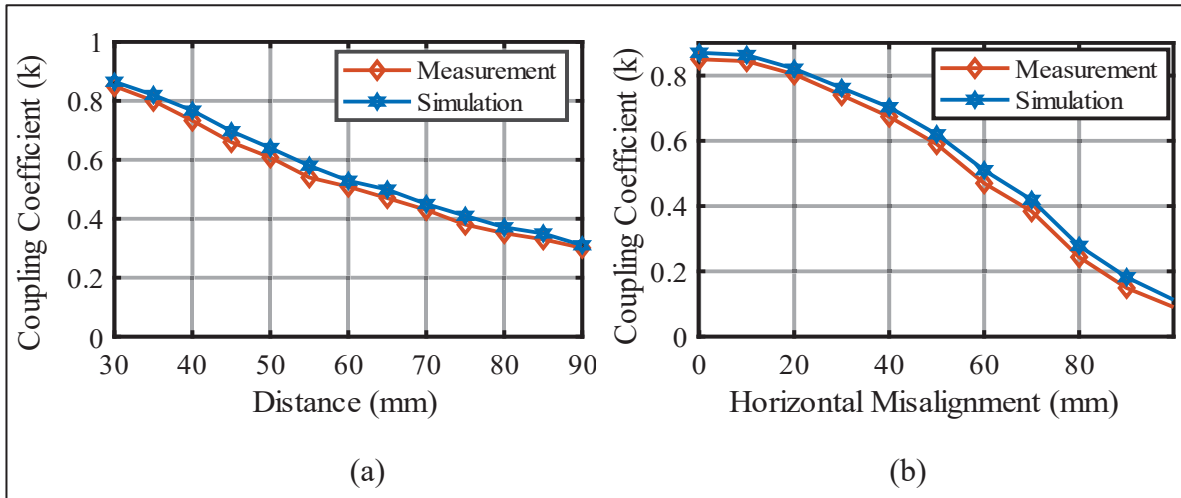 Coupling Coefficient (k)
1
0.8
0.6
0.4
0.2
0
30 40 50 60 70 80 90
Distance (mm)
Measurement
Simulation
(a)
Coupling Coefficient (k)
0.8
0.6
0.4
0.2
0
0 20 40 60 80
Horizontal Misalignment (mm)
Measurement
Simulation
(b)